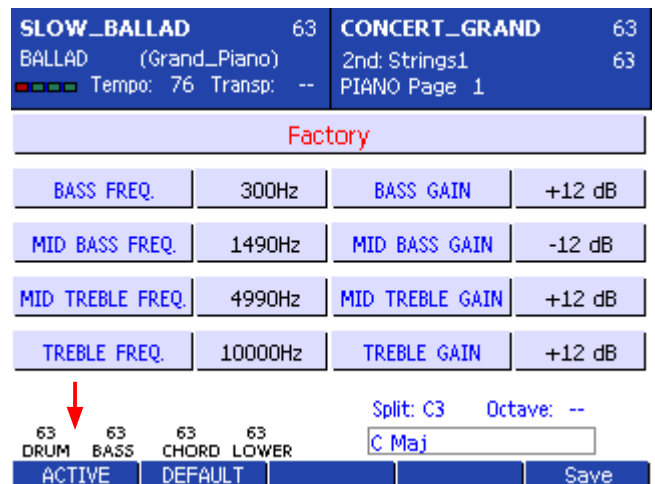 SLOW_BALLAD 63 CONCERT_GRAND 63
BALLAD (Grand_Piano) 2nd: Strings1 63
Tempo: 76 Transp: -- PIANO Page 1
Factory
BASS FREQ. 300Hz BASS GAIN +12 dB
MID BASS FREQ. 1490Hz MID BASS GAIN -12 dB
MID TREBLE FREQ. 4990Hz MID TREBLE GAIN +12 dB
TREBLE FREQ. 10000Hz TREBLE GAIN +12 dB
Split: C3 Octave: --
63 63 63 63
DRUM BASS CHORD LOWER C Maj
ACTIVE DEFAULT Save